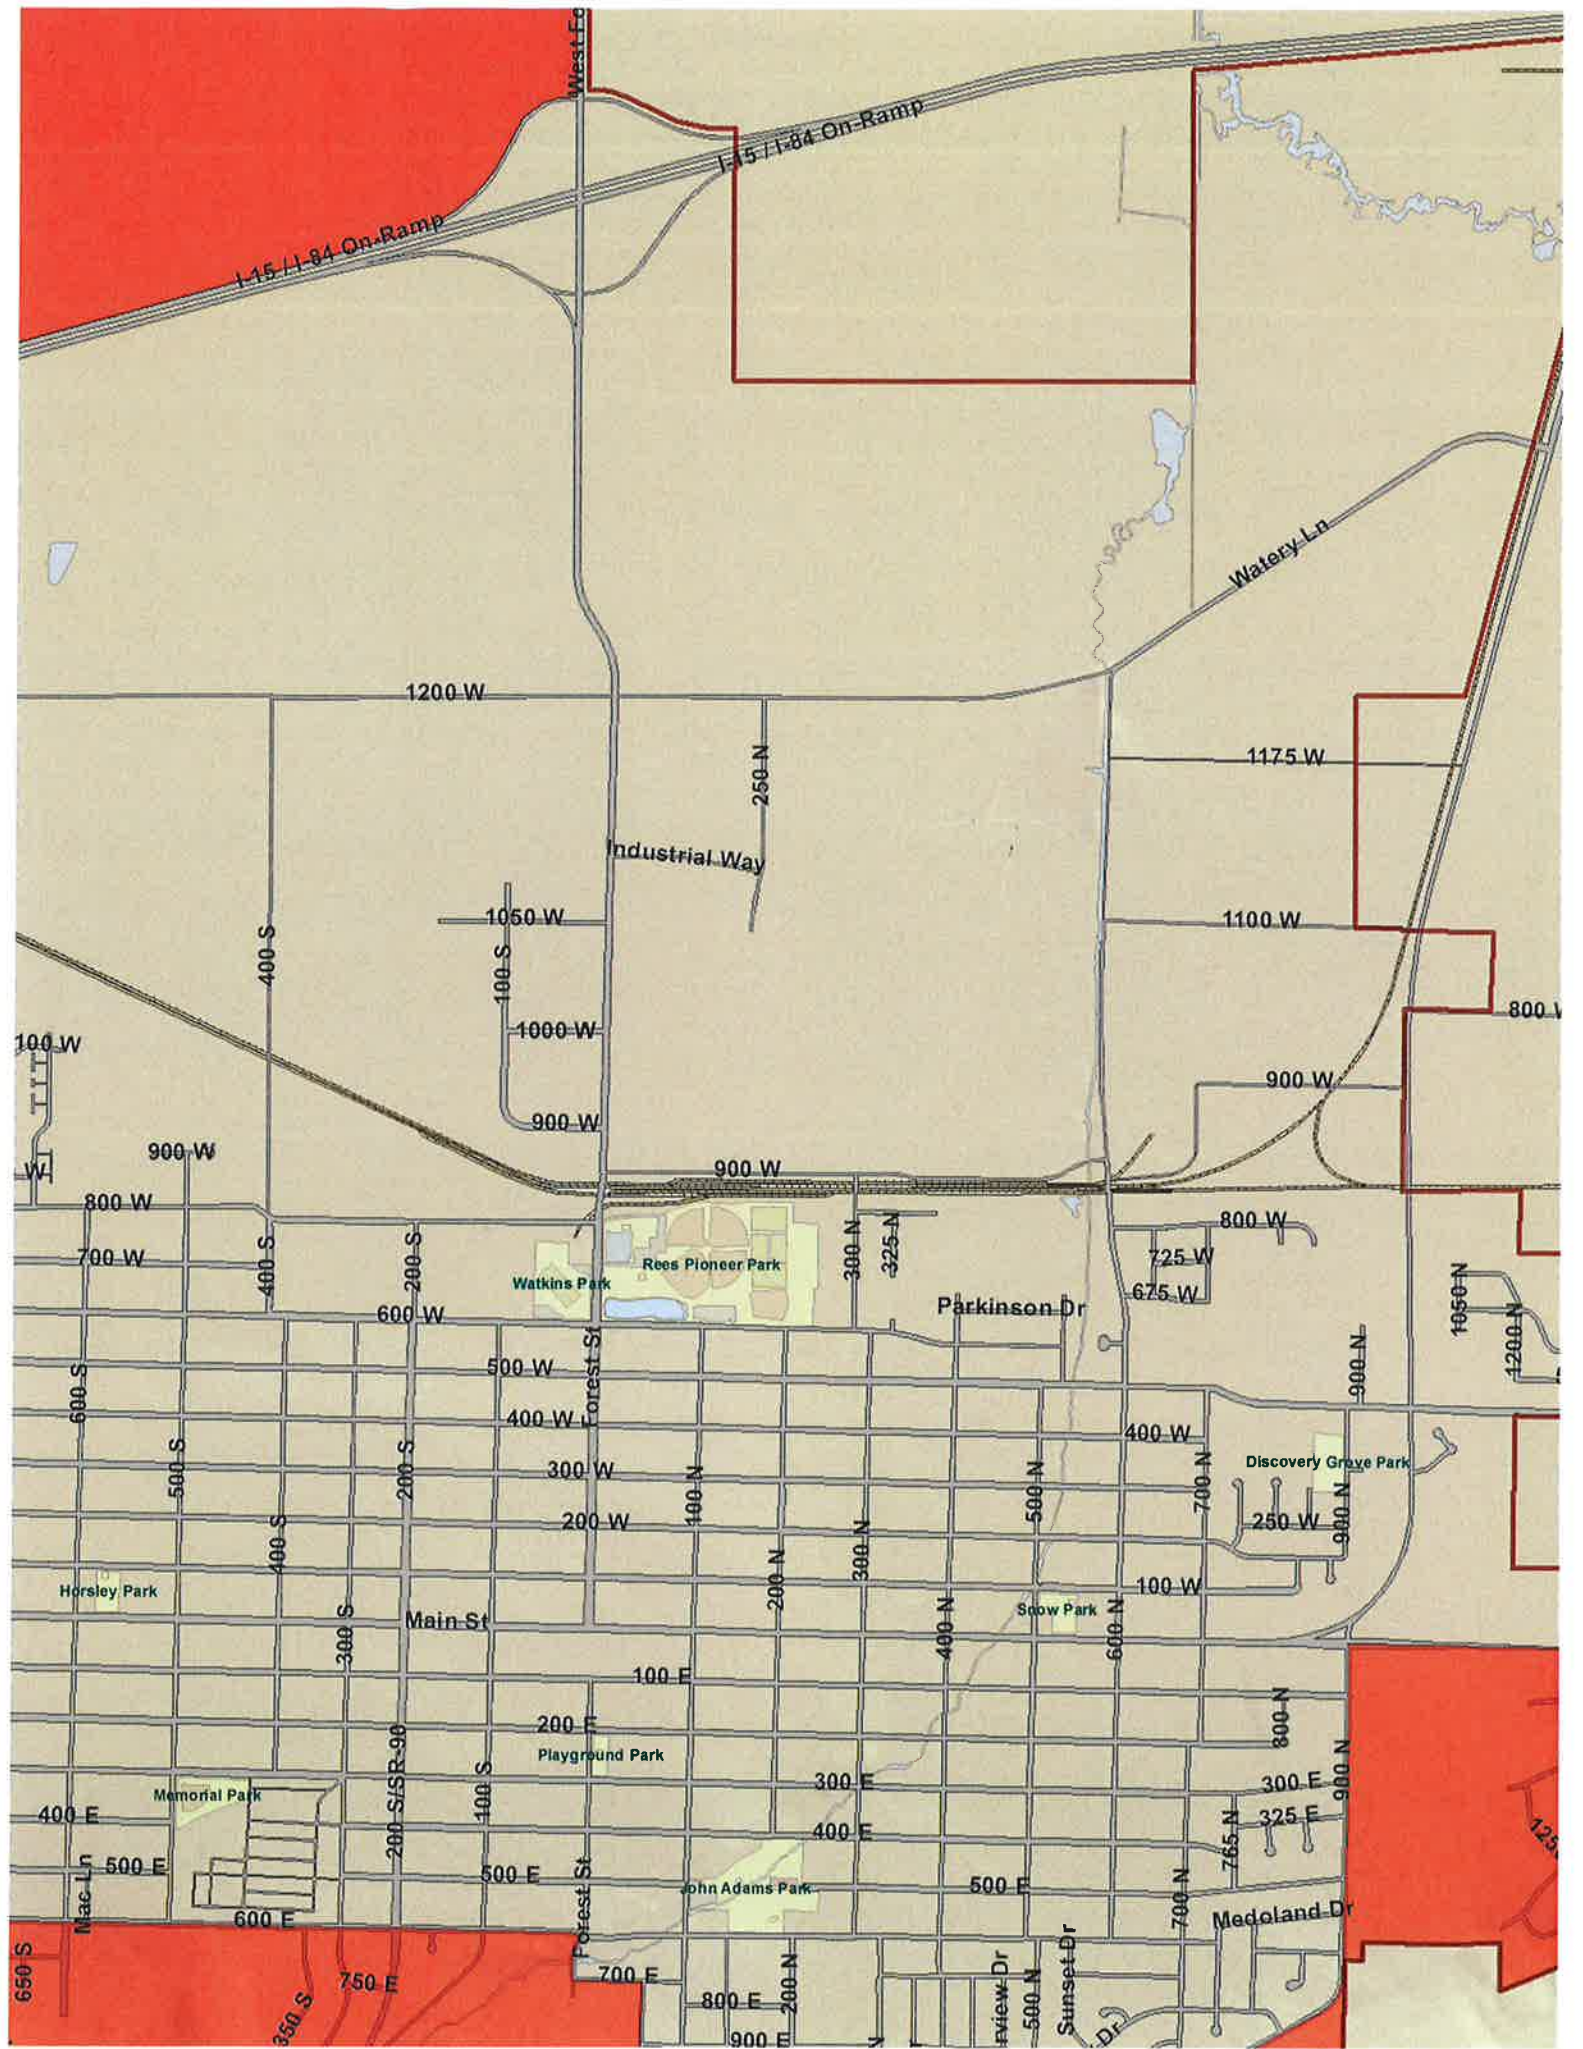 West Fo
I-15 / I-84 On-Ramp
I-15 / I-84 On-Ramp
Watery Ln
1200 W
250 N
1175 W
Industrial Way
1050 W
1100 W
400 S
100 S
1000 W
800 W
100 W
900 W
900 W
900 W
900 W
W
800 W
800 W
700 W
400 S
200 S
Watkins Park
Rees Pioneer Park
300 N
325 N
725 W
675 W
600 W
Parkinson Dr
1050 N
1200 N
500 W
Forest St
900 N
600 S
400 W
400 W
500 S
200 S
300 W
100 N
500 N
700 N
Discovery Grove Park
200 W
250 W
900 N
400 S
200 N
300 N
Horsley Park
100 W
Main St
300 S
Snow Park
400 N
600 N
100 E
200 E
800 N
Playground Park
200 S/SR-90
100 S
300 E
300 E
900 N
Memorial Park
400 E
400 E
325 E
765 N
125
500 E
500 E
500 E
Mac Ln
Forest St
John Adams Park
700 N
600 E
Medoland Dr
650 S
750 E
350 S
700 E
200 N
800 E
900 E
N
r
rview Dr
500 N
Sunset Dr
Dr